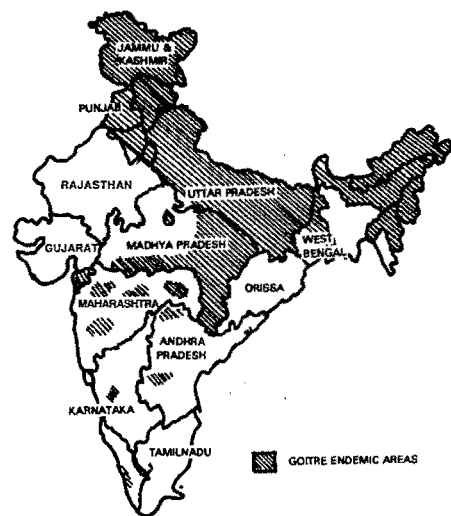 JAMMU &
KASHMIR
PUNJAB
RAJASTHAN
UTTAR PRADESH
GUJARAT
MADHYA PRADESH
WEST
BENGAL
ORISSA
MAHARASHTRA
ANDHRA
PRADESH
KARNATAKA
TAMILNADU
GOITRE ENDEMIC AREAS